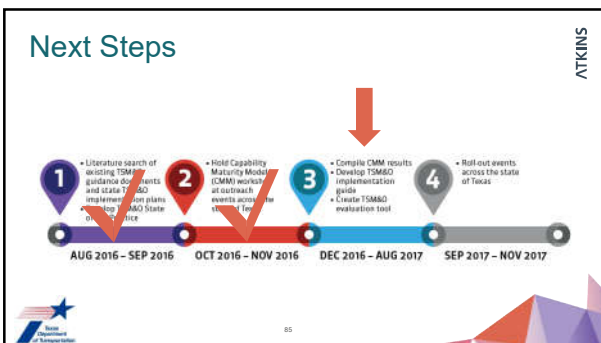 Next Steps
ATKINS
1
• Literature search of
existing TSM&O
guidance documents
and state TSM&O
implementation plans
• Develop TSM&O State
of
2
• Hold Capability
Maturity Model
(CMM)
at outreach
events across the
of Texas
3
• Compile CMM results
• Develop TSM&O
implementation
guide
• Create TSM&O
evaluation tool
4
• Roll-out events
across the state
of Texas
AUG 2016 – SEP 2016
OCT 2016 – NOV 2016
DEC 2016 – AUG 2017
SEP 2017 – NOV 2017
Texas
Department
of Transportation
85